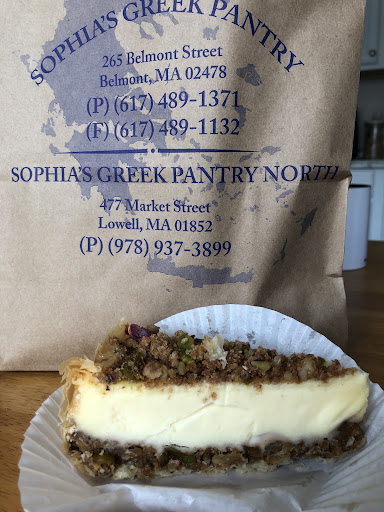 SOPHIA'S GREEK PANTRY
265 Belmont Street
Belmont, MA 02478
(P) (617) 489-1371
(F) (617) 489-1132
SOPHIA'S GREEK PANTRY NORTH
477 Market Street
Lowell, MA 01852
(P) (978) 937-3899